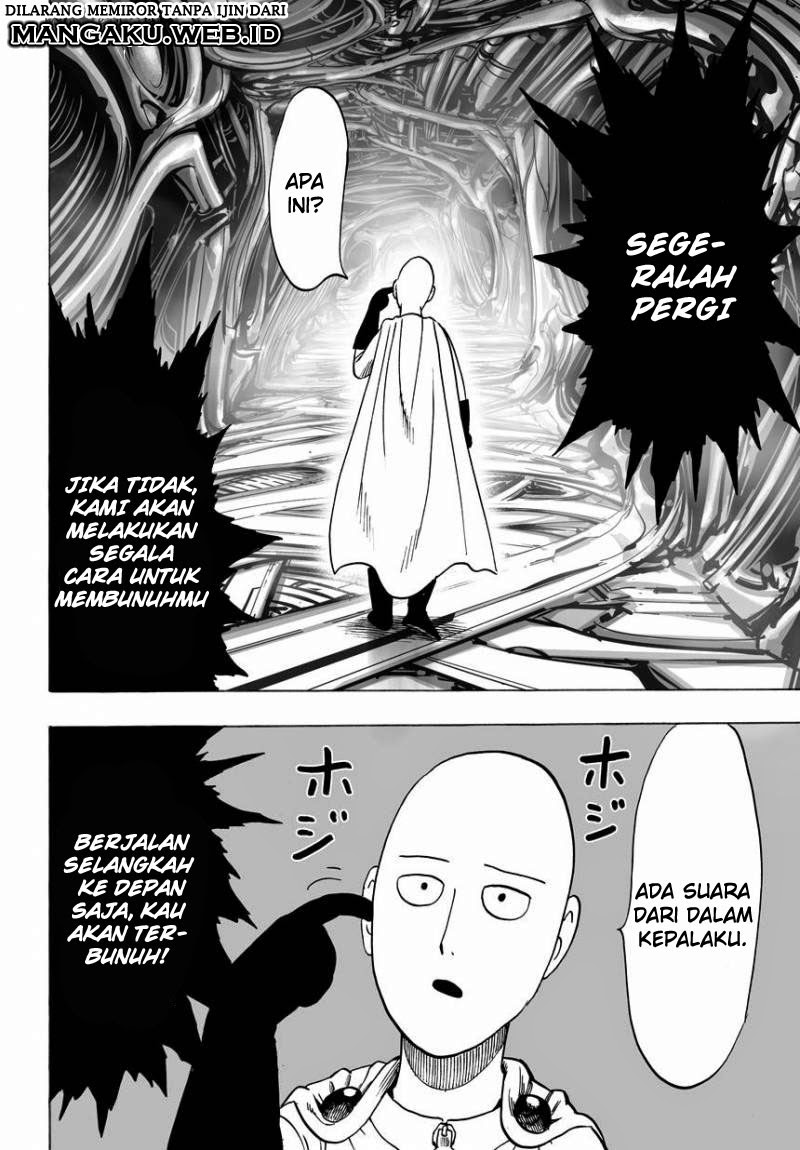 DILARANG MEMIROR TANPA IJIN DARI
MANGAKU.WEB.ID
SEGE-
RALAH
PERGI
APA
INI?
JIKA TIDAK,
KAMI AKAN
MELAKUKAN
SEGALA
CARA UNTUK
MEMBUNUHMU
ADA SUARA
DARI DALAM
KEPALAKU.
ホジ
ホジ
BERJALAN
SELANGKAH
KE DEPAN
SAJA, KAU
AKAN TER-
BUNUH!